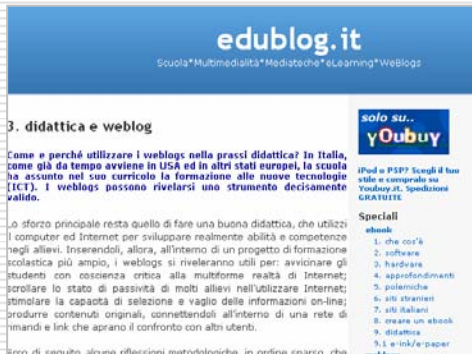 edublog.it
Scuola*Multimedialità*Mediateche*eLearning*WeBlogs
3. didattica e weblog
Come e perché utilizzare i weblogs nella prassi didattica? In Italia,
come già da tempo avviene in USA ed in altri stati europei, la scuola
ha assunto nel suo curricolo la formazione alle nuove tecnologie
(ICT). I weblogs possono rivelarsi uno strumento decisamente
valido.
Lo sforzo principale resta quello di fare una buona didattica, che utilizzi
il computer ed Internet per sviluppare realmente abilità e competenze
negli allievi. Inserendoli, allora, all'interno di un progetto di formazione
scolastica più ampio, i weblogs si riveleranno utili per: avvicinare gli
studenti con coscienza critica alla multiforme realtà di Internet;
scrollare lo stato di passività di molti allievi nell'utilizzare Internet;
stimolare la capacità di selezione e vaglio delle informazioni on-line;
produrre contenuti originali, connettendoli all'interno di una rete di
rimandi e link che aprano il confronto con altri utenti.
di seguito, alcune riflessioni metodologiche, in ordine sparso, che
solo su..
yOubuy
iPod o PSP? Scegli il tuo
stile e compralo su
Youbuy.it. Spedizioni
GRATUITE
Speciali
ebook
1. che cos'è
2. software
3. hardware
4. approfondimenti
5. polemiche
6. siti stranieri
7. siti italiani
8. creare un ebook
9. didattica
9.1 e-ink/e-paper